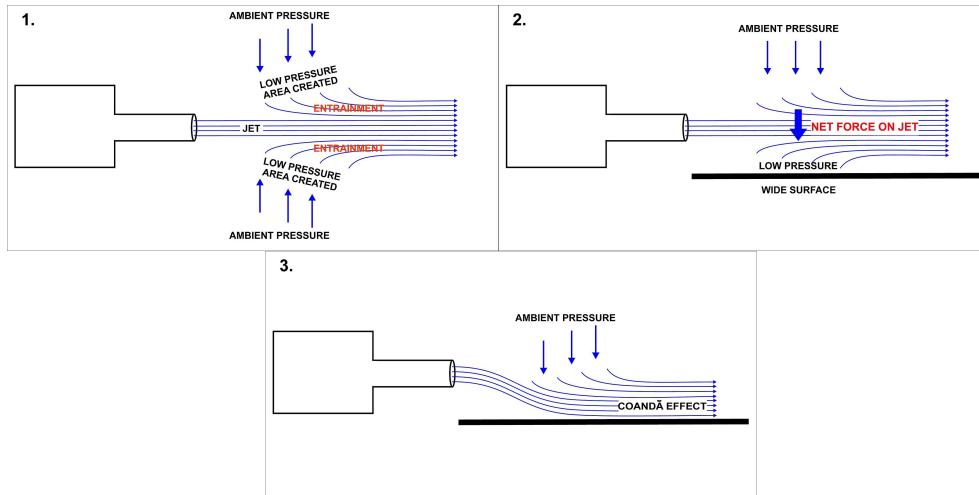 1.
AMBIENT PRESSURE
LOW PRESSURE
AREA CREATED
ENTRAINMENT
JET
ENTRAINMENT
LOW PRESSURE
AREA CREATED
AMBIENT PRESSURE
2.
AMBIENT PRESSURE
NET FORCE ON JET
LOW PRESSURE
WIDE SURFACE
3.
AMBIENT PRESSURE
COANDĂ EFFECT